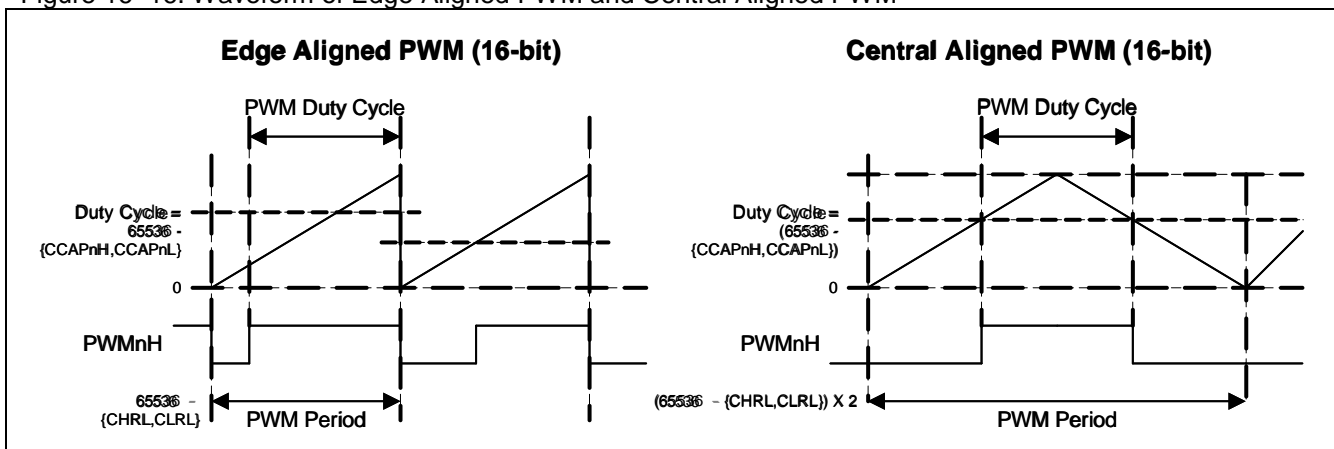 Figure 16-16. Waveform of Edge Aligned PWM and Central Aligned PWM
Edge Aligned PWM (16-bit)
PWM Duty Cycle
Duty Cycle =
65536 -
{CCAPnH,CCAPnL}
0
PWMnH
65536 -
{CHRL,CLRL}
PWM Period
Central Aligned PWM (16-bit)
PWM Duty Cycle
Duty Cycle =
(65536 -
{CCAPnH,CCAPnL})
0
PWMnH
(65536 - {CHRL,CLRL}) X 2
PWM Period